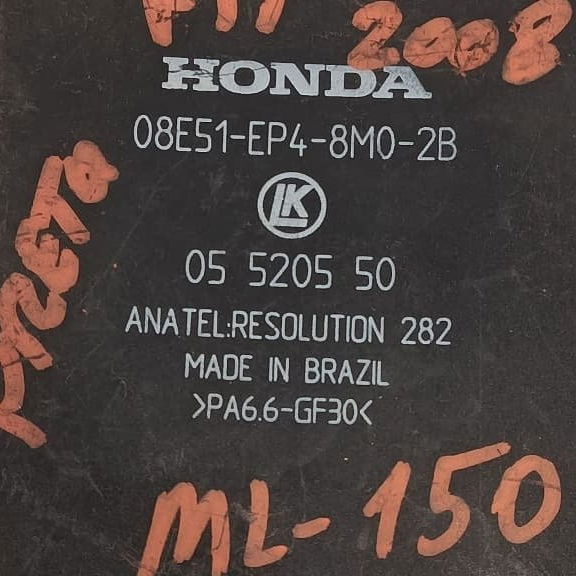 FIT 2008
HONDA
08E51-EP4-8M0-2B
LK
05 5205 50
ANATEL:RESOLUTION 282
MADE IN BRAZIL
>PA6.6-GF30<
ML-150